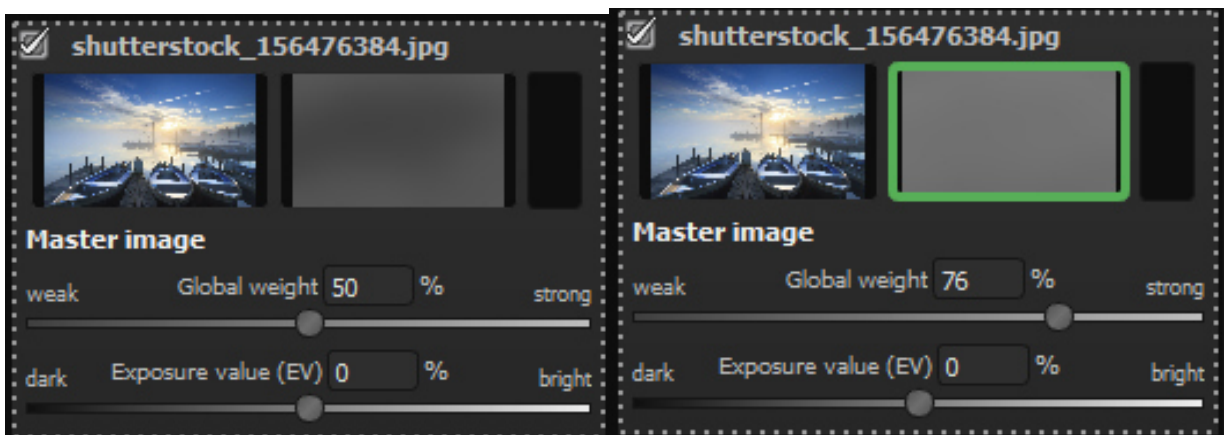 shutterstock_156476384.jpg
Master image
Global weight 50 %
weak strong
Exposure value (EV) 0 %
dark bright
shutterstock_156476384.jpg
Master image
Global weight 76 %
weak strong
Exposure value (EV) 0 %
dark bright